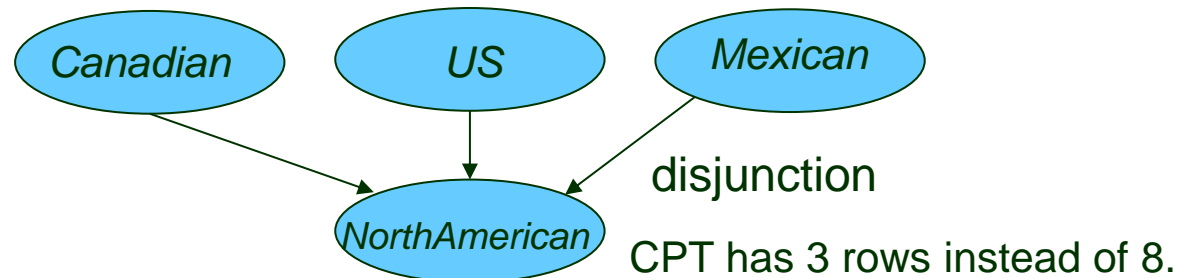 Canadian
US
Mexican
disjunction
NorthAmerican
CPT has 3 rows instead of 8.